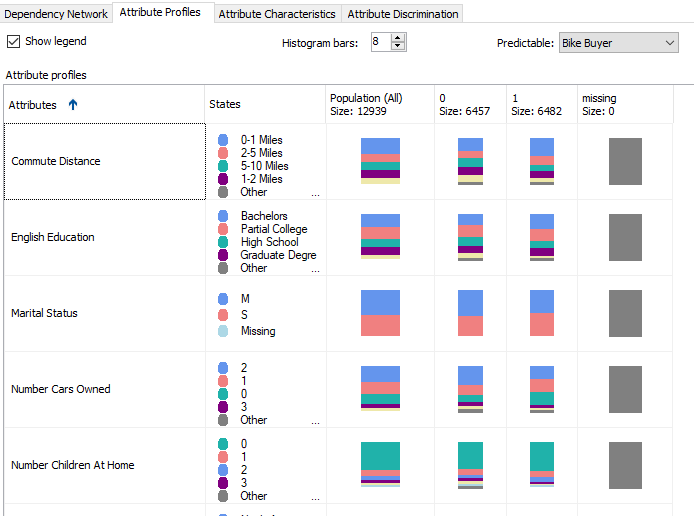 Dependency Network Attribute Profiles Attribute Characteristics Attribute Discrimination
Show legend Histogram bars: 8 Predictable: Bike Buyer
Attribute profiles
Attributes States Population (All) 0 1 missing
Size: 12939 Size: 6457 Size: 6482 Size: 0
Commute Distance
0-1 Miles
2-5 Miles
5-10 Miles
1-2 Miles
Other ...
English Education
Bachelors
Partial College
High School
Graduate Degre
Other ...
Marital Status
M
S
Missing
Number Cars Owned
2
1
0
3
Other ...
Number Children At Home
0
1
2
3
Other ...